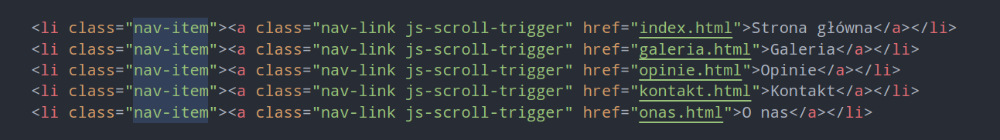 <li class="nav-item"><a class="nav-link js-scroll-trigger" href="index.html">Strona główna</a></li>
<li class="nav-item"><a class="nav-link js-scroll-trigger" href="galeria.html">Galeria</a></li>
<li class="nav-item"><a class="nav-link js-scroll-trigger" href="opinie.html">Opinie</a></li>
<li class="nav-item"><a class="nav-link js-scroll-trigger" href="kontakt.html">Kontakt</a></li>
<li class="nav-item"><a class="nav-link js-scroll-trigger" href="onas.html">O nas</a></li>